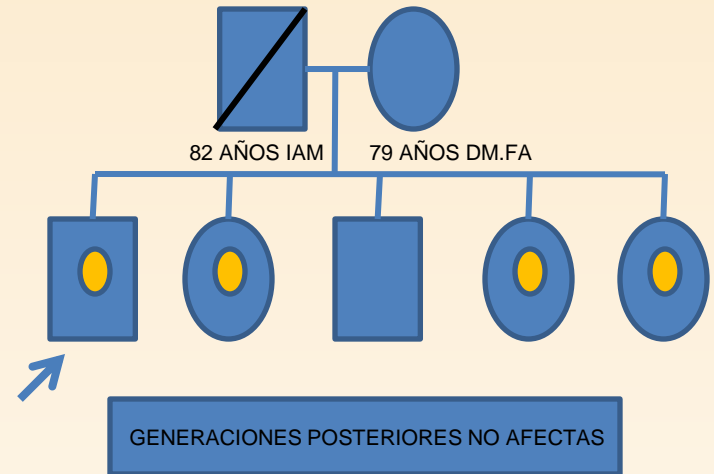 82 AÑOS IAM 79 AÑOS DM.FA
GENERACIONES POSTERIORES NO AFECTAS